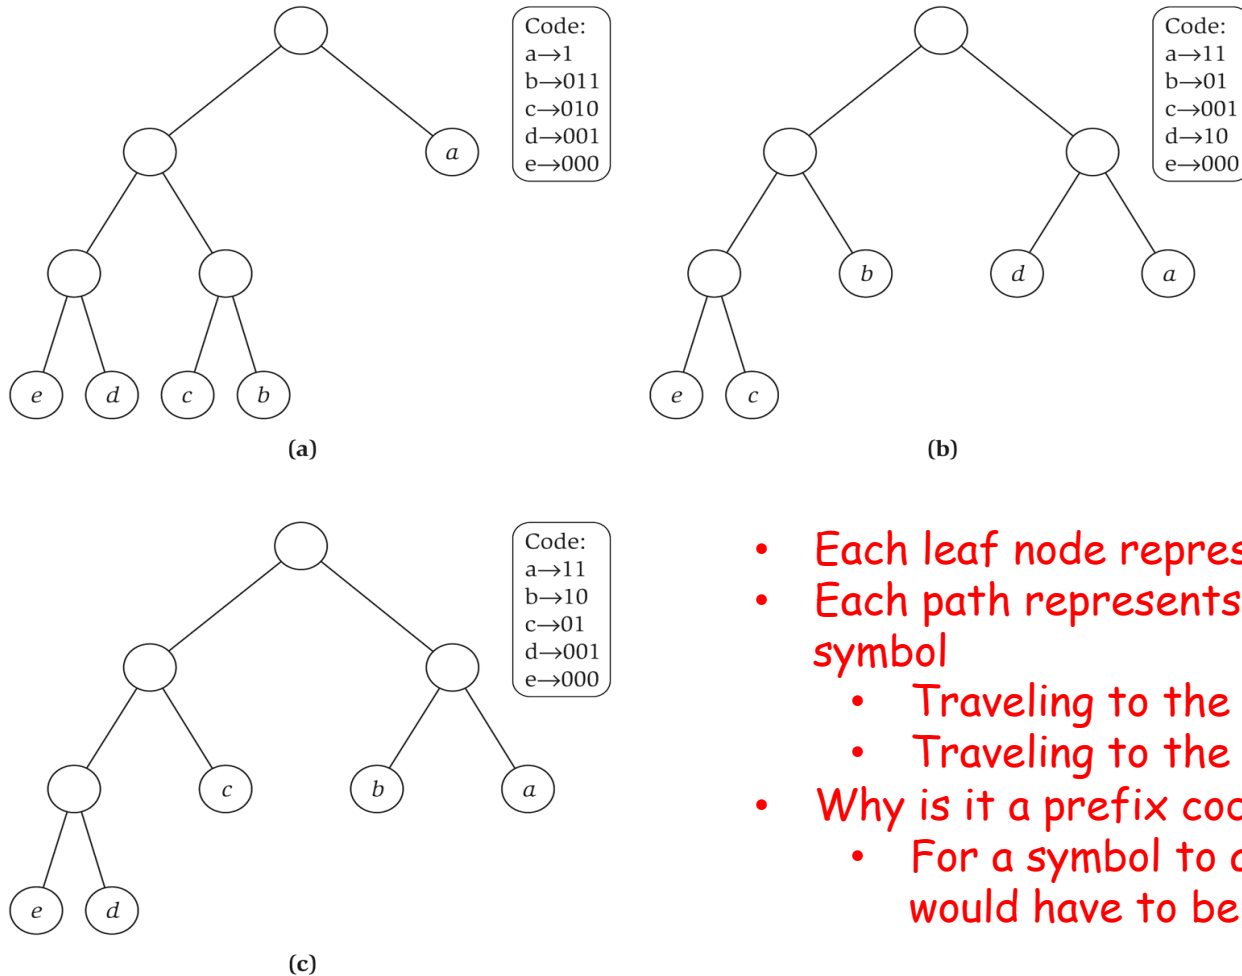 Code:
a→1
b→011
c→010
d→001
e→000
a
e
d
c
b
(a)
Code:
a→11
b→01
c→001
d→10
e→000
b
d
a
e
c
(b)
Code:
a→11
b→10
c→01
d→001
e→000
c
b
a
e
d
(c)
• Each leaf node
• Each path represents
symbol
• Traveling to the
• Traveling to the
• Why is it a prefix
• For a symbol to
would have to be